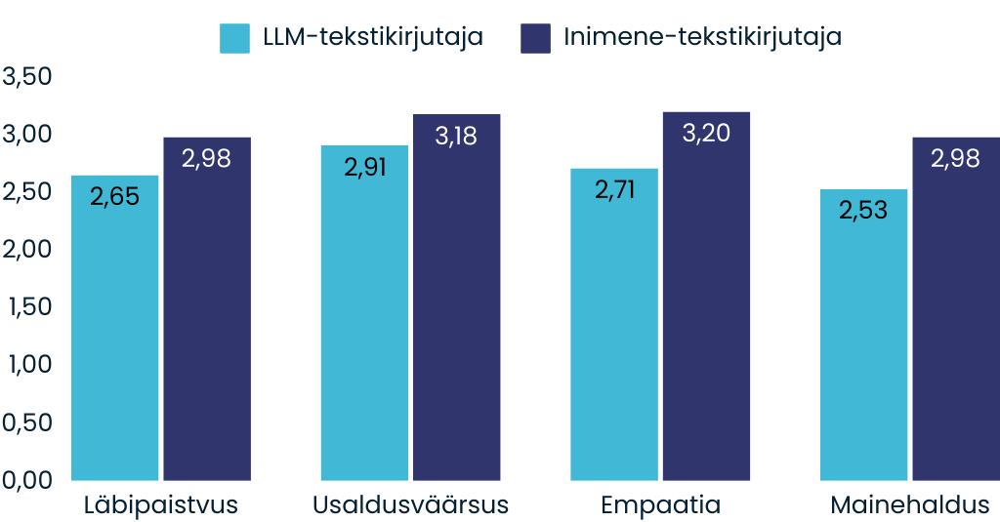 LLM-tekstikirjutaja Inimene-tekstikirjutaja
3,50
3,00
2,50
2,00
1,50
1,00
0,50
0,00
2,65 2,98 2,91 3,18 2,71 3,20 2,53 2,98
Läbipaistvus Usaldusväärsus Empaatia Mainehaldus